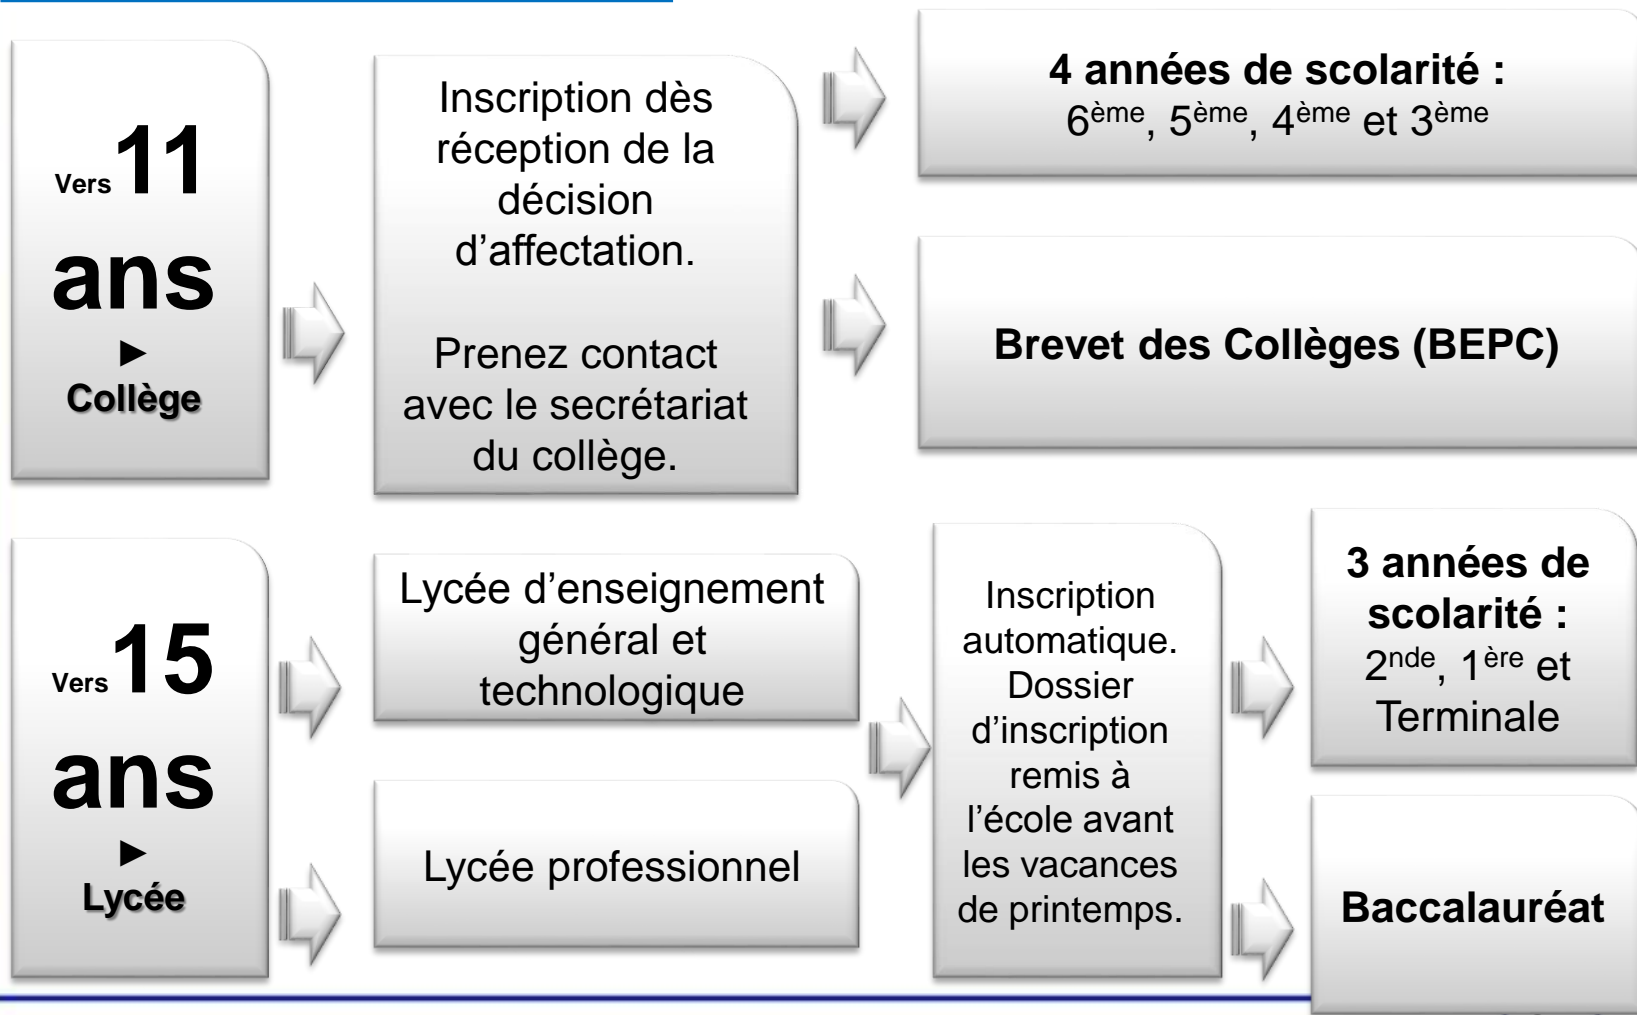 Vers 11
ans
►
Collège
Inscription dès
réception de la
décision
d’affectation.
Prenez contact
avec le secrétariat
du collège.
4 années de scolarité :
6ème, 5ème, 4ème et 3ème
Brevet des Collèges (BEPC)
Vers 15
ans
►
Lycée
Lycée d’enseignement
général et
technologique
Lycée professionnel
Inscription
automatique.
Dossier
d’inscription
remis à
l’école avant
les vacances
de printemps.
3 années de
scolarité :
2nde, 1ère et
Terminale
Baccalauréat